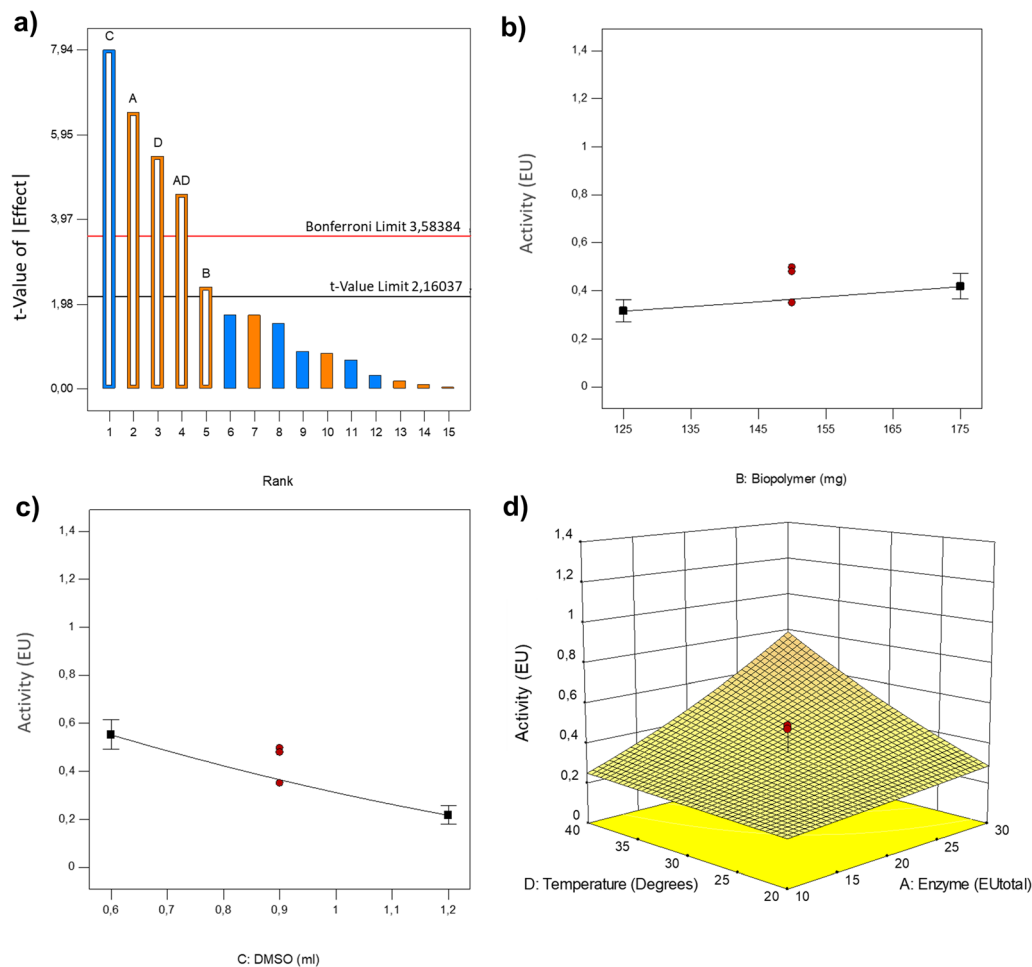 a)
C
7,94
A
5,95
D
AD
t-Value of |Effect|
3,97
Bonferroni Limit 3,58384
B
t-Value Limit 2,16037
1,98
0,00
1 2 3 4 5 6 7 8 9 10 11 12 13 14 15
Rank
b)
1,4
1,2
1
0,8
0,6
0,4
0,2
0
Activity (EU)
125 135 145 155 165 175
B: Biopolymer (mg)
c)
1,4
1,2
1
0,8
0,6
0,4
0,2
0
Activity (EU)
0,6 0,7 0,8 0,9 1 1,1 1,2
C: DMSO (ml)
d)
1,4
1,2
1
0,8
0,6
0,4
0,2
0
Activity (EU)
40 35 30 25 20
D: Temperature (Degrees)
10 15 20 25 30
A: Enzyme (EUtotal)